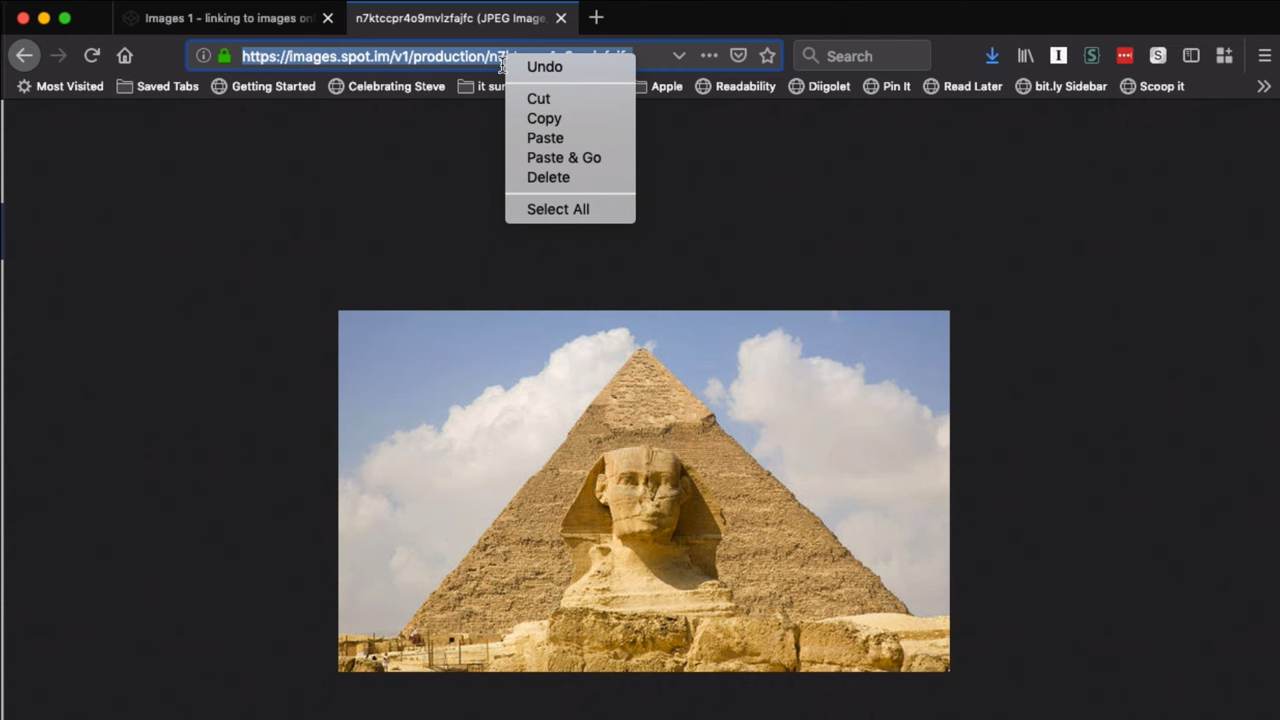 Images 1 - linking to images on
n7ktccpr4o9mvlzfajfc (JPEG Image,
https://images.spot.im/v1/production/n7
Search
Undo
Cut
Copy
Paste
Paste & Go
Delete
Select All
Most Visited
Saved Tabs
Getting Started
Celebrating Steve
it sur
Apple
Readability
Diigolet
Pin It
Read Later
bit.ly Sidebar
Scoop it